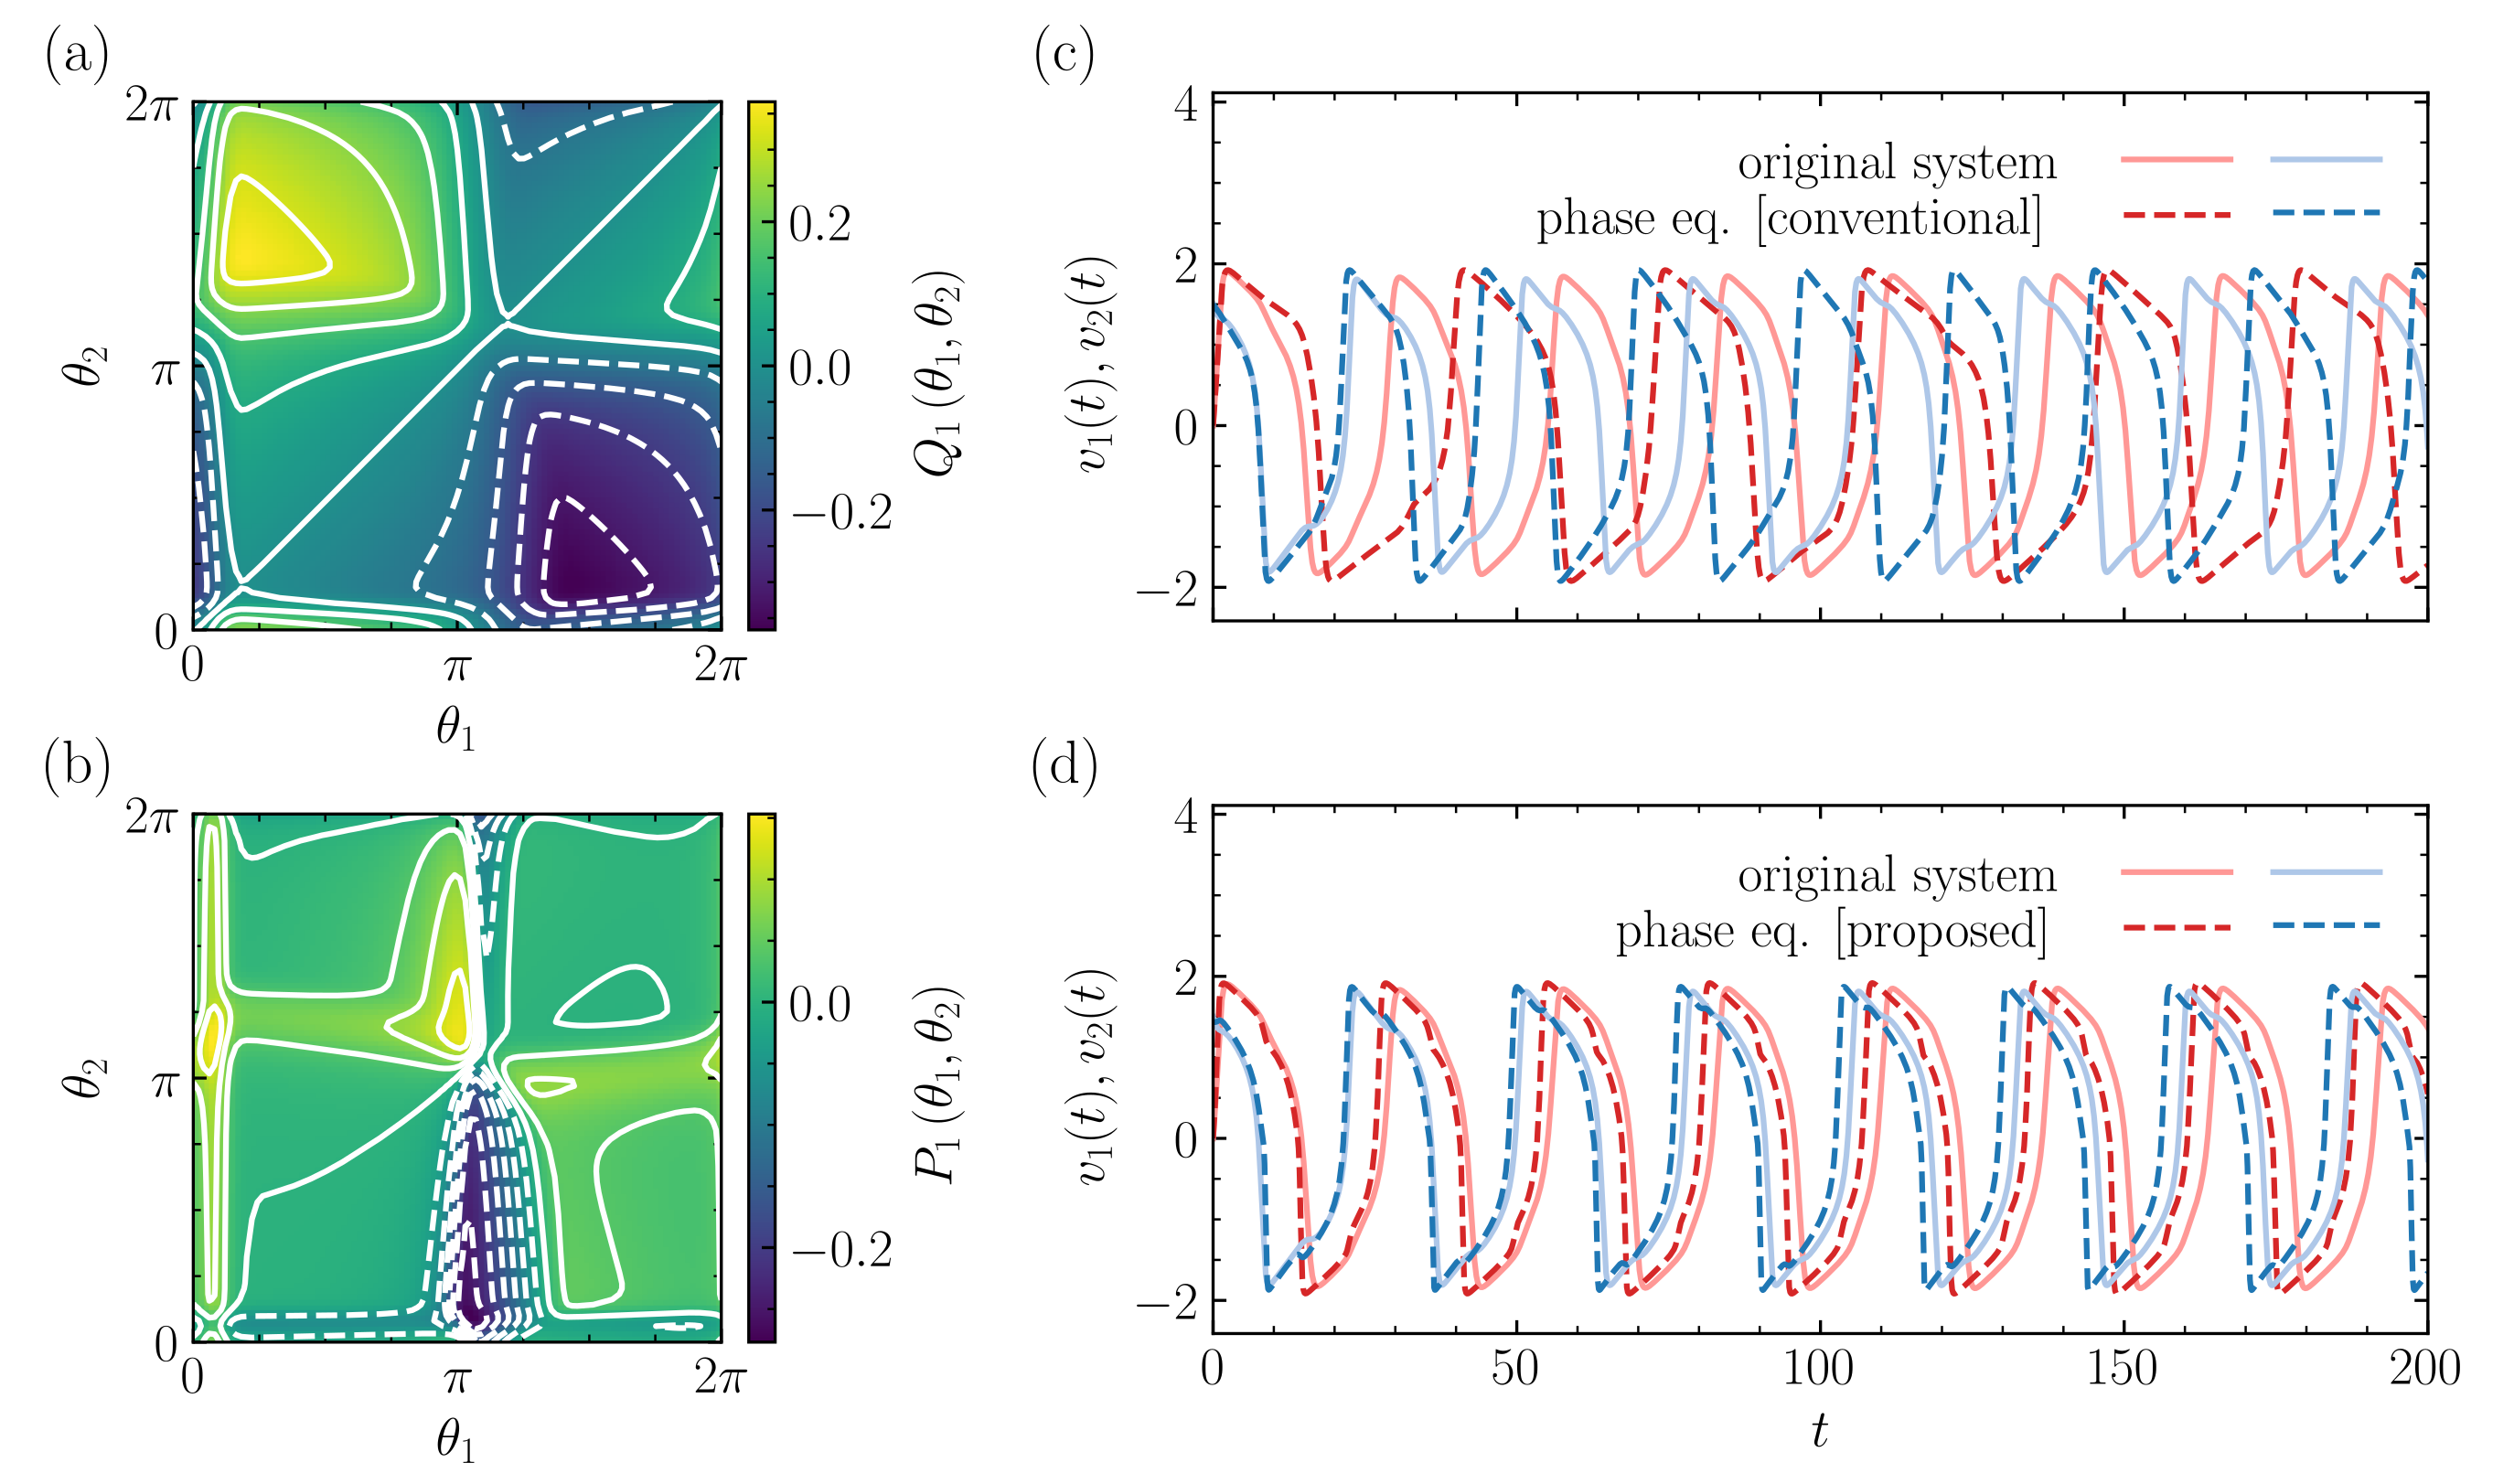 (a)
2π
π
0
θ₂
0 π 2π
θ₁
0.2
0.0
−0.2
Q₁(θ₁, θ₂)
(b)
2π
π
0
θ₂
0 π 2π
θ₁
0.0
−0.2
P₁(θ₁, θ₂)
(c)
4
2
0
−2
v₁(t), v₂(t)
original system
phase eq. [conventional]
(d)
4
2
0
−2
v₁(t), v₂(t)
original system
phase eq. [proposed]
0 50 100 150 200
t